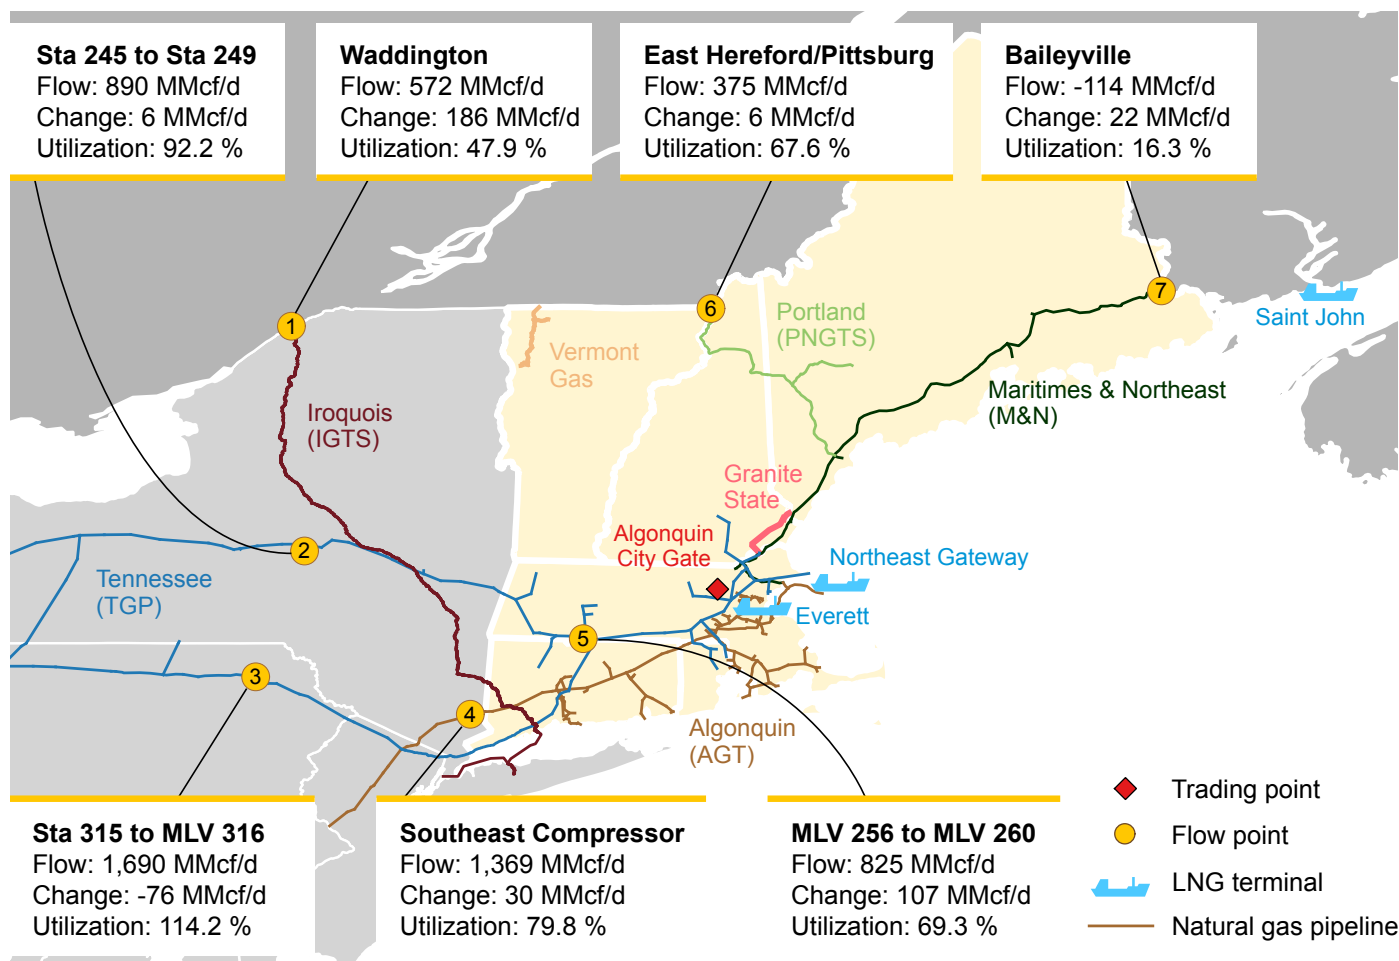 Sta 245 to Sta 249
Flow: 890 MMcf/d
Change: 6 MMcf/d
Utilization: 92.2 %
Waddington
Flow: 572 MMcf/d
Change: 186 MMcf/d
Utilization: 47.9 %
East Hereford/Pittsburg
Flow: 375 MMcf/d
Change: 6 MMcf/d
Utilization: 67.6 %
Baileyville
Flow: -114 MMcf/d
Change: 22 MMcf/d
Utilization: 16.3 %
7
6
1
Saint John
Portland
(PNGTS)
Vermont
Gas
Maritimes & Northeast
(M&N)
Iroquois
(IGTS)
Granite
State
Algonquin
City Gate
2
Northeast Gateway
Tennessee
(TGP)
Everett
5
3
4
Algonquin
(AGT)
Sta 315 to MLV 316
Flow: 1,690 MMcf/d
Change: -76 MMcf/d
Utilization: 114.2 %
Southeast Compressor
Flow: 1,369 MMcf/d
Change: 30 MMcf/d
Utilization: 79.8 %
MLV 256 to MLV 260
Flow: 825 MMcf/d
Change: 107 MMcf/d
Utilization: 69.3 %
Trading point
Flow point
LNG terminal
Natural gas pipeline